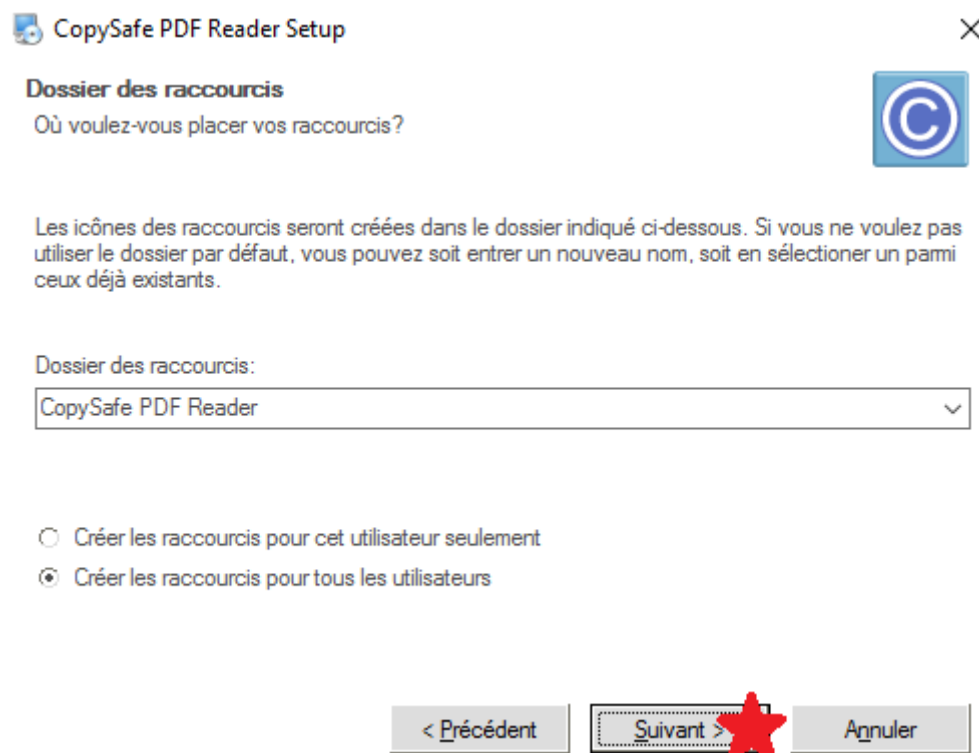 CopySafe PDF Reader Setup
Dossier des raccourcis
Où voulez-vous placer vos raccourcis?
C
Les icônes des raccourcis seront créées dans le dossier indiqué ci-dessous. Si vous ne voulez pas
utiliser le dossier par défaut, vous pouvez soit entrer un nouveau nom, soit en sélectioner un parmi
ceux déjà existants.
Dossier des raccourcis:
CopySafe PDF Reader
Créer les raccourcis pour cet utilisateur seulement
Créer les raccourcis pour tous les utilisateurs
< Précédent Suivant > Annuler